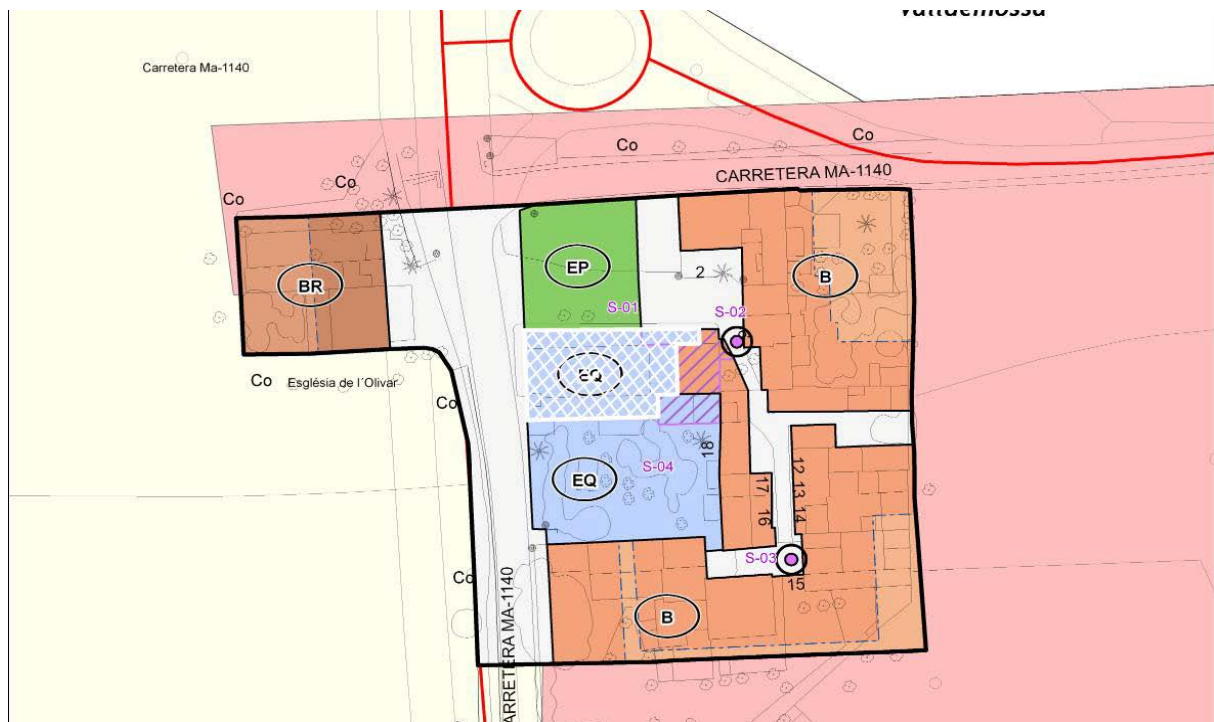 Valldemossa
Carretera Ma-1140
Co
Co
CARRETERA MA-1140
Co
Co
EP
2
B
BR
S-01
S-02
EQ
Co
Església de l´Olivar
Co
18
S-04
12
13
14
17
16
EQ
S-03
Co
15
B
CARRETERA MA-1140